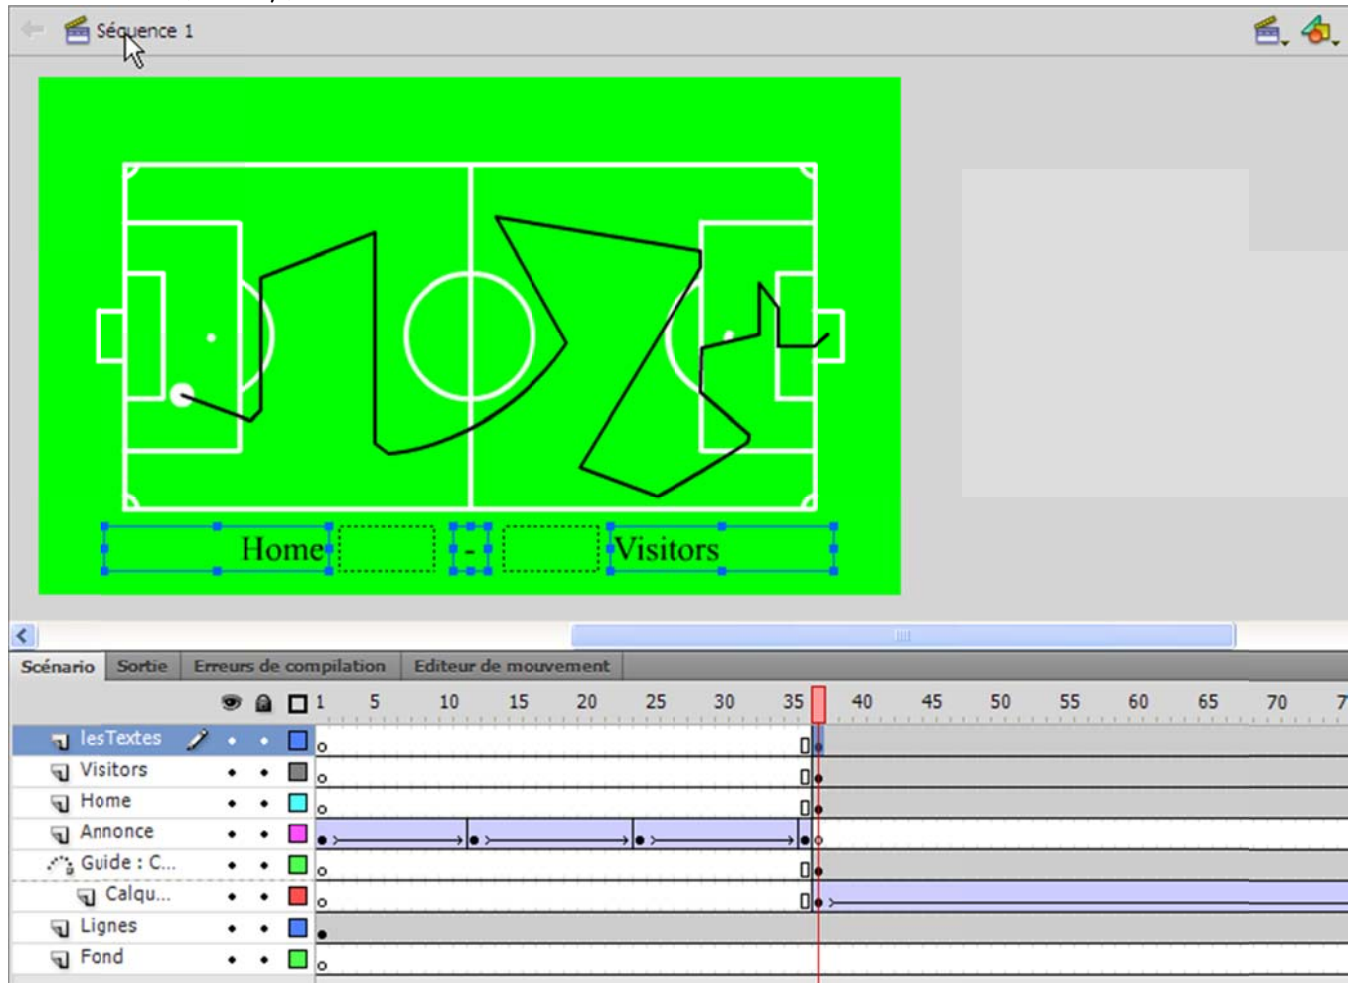 Séquence 1
Home - Visitors
Scénario Sortie Erreurs de compilation Editeur de mouvement
1 5 10 15 20 25 30 35 40 45 50 55 60 65 70
lesTextes
Visitors
Home
Annonce
Guide : C...
Calqu...
Lignes
Fond